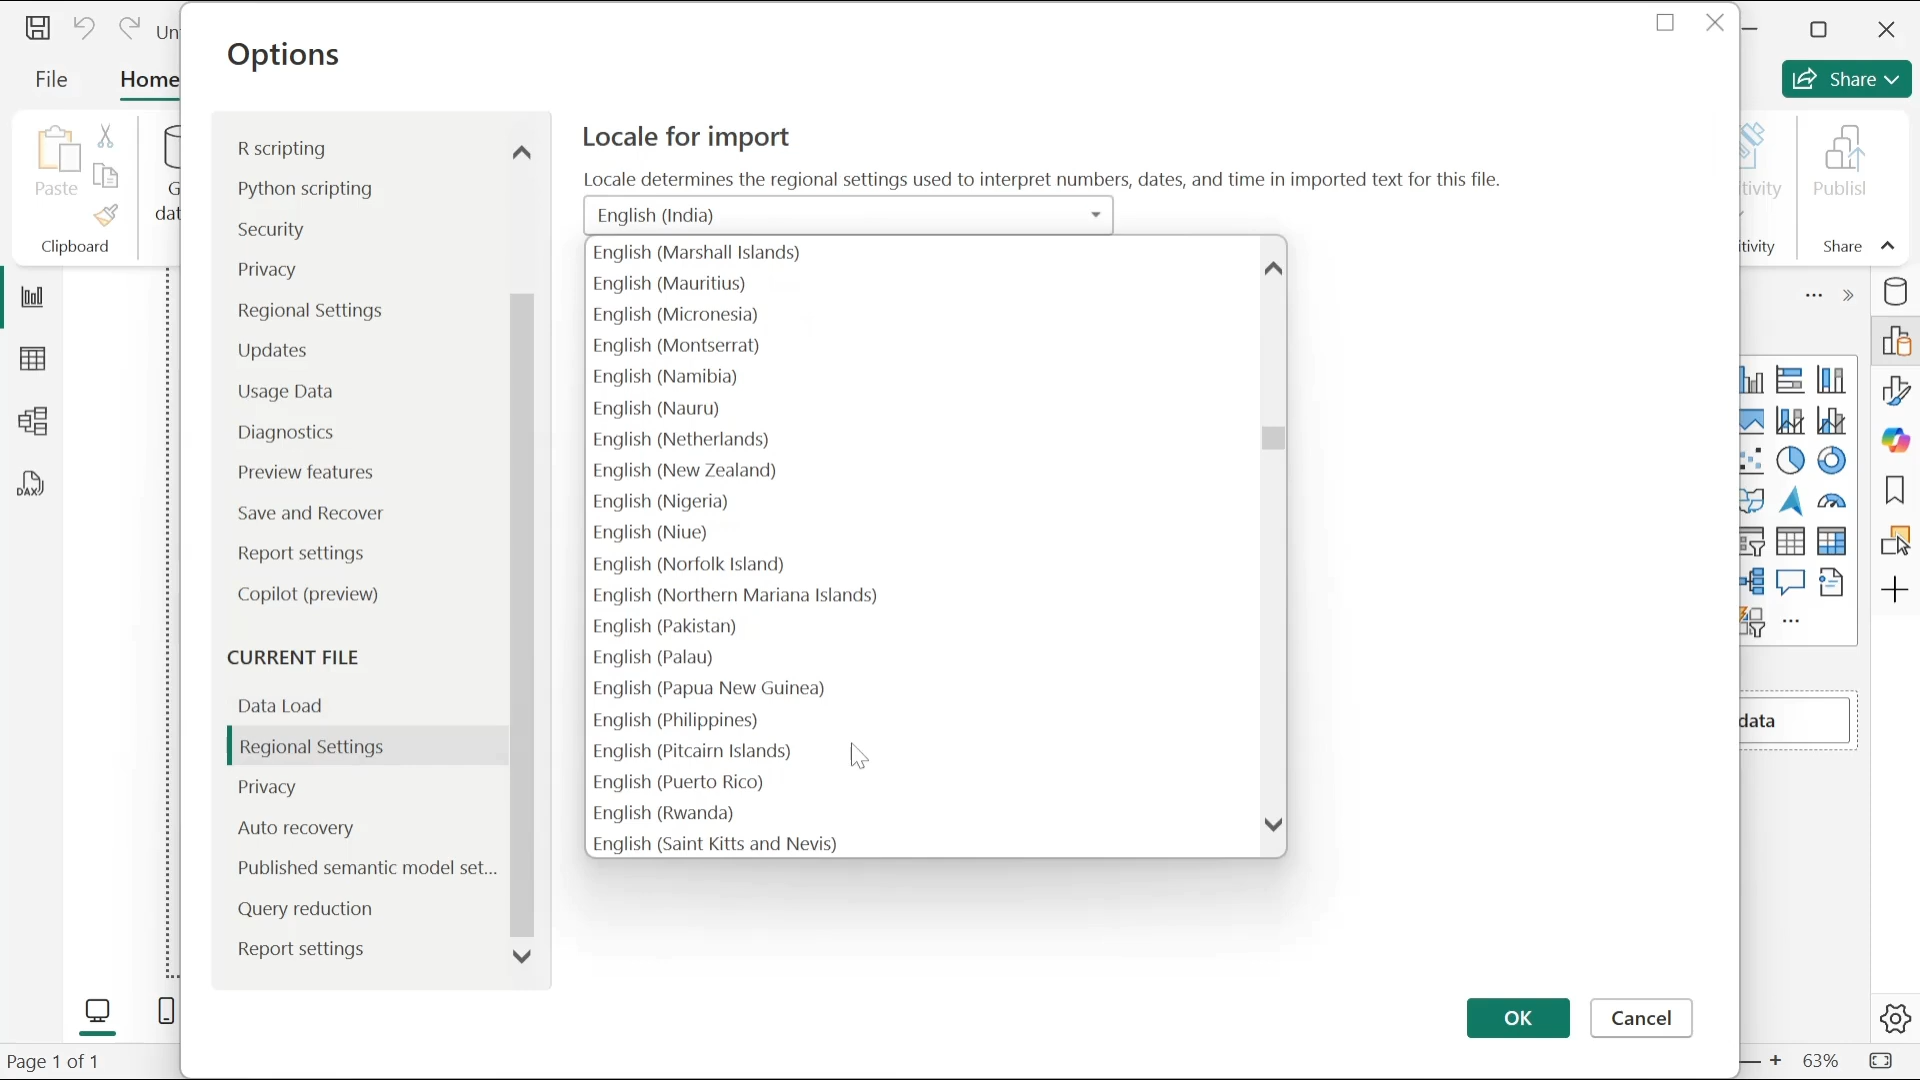 Options
File
Home
Share
Paste
Clipboard
Publisl
Share
R scripting
Python scripting
Security
Privacy
Regional Settings
Updates
Usage Data
Diagnostics
Preview features
Save and Recover
Report settings
Copilot (preview)
CURRENT FILE
Data Load
Regional Settings
Privacy
Auto recovery
Published semantic model set...
Query reduction
Report settings
Locale for import
Locale determines the regional settings used to interpret numbers, dates, and time in imported text for this file.
English (India)
English (Marshall Islands)
English (Mauritius)
English (Micronesia)
English (Montserrat)
English (Namibia)
English (Nauru)
English (Netherlands)
English (New Zealand)
English (Nigeria)
English (Niue)
English (Norfolk Island)
English (Northern Mariana Islands)
English (Pakistan)
English (Palau)
English (Papua New Guinea)
English (Philippines)
English (Pitcairn Islands)
English (Puerto Rico)
English (Rwanda)
English (Saint Kitts and Nevis)
DAX
data
OK
Cancel
Page 1 of 1
63%